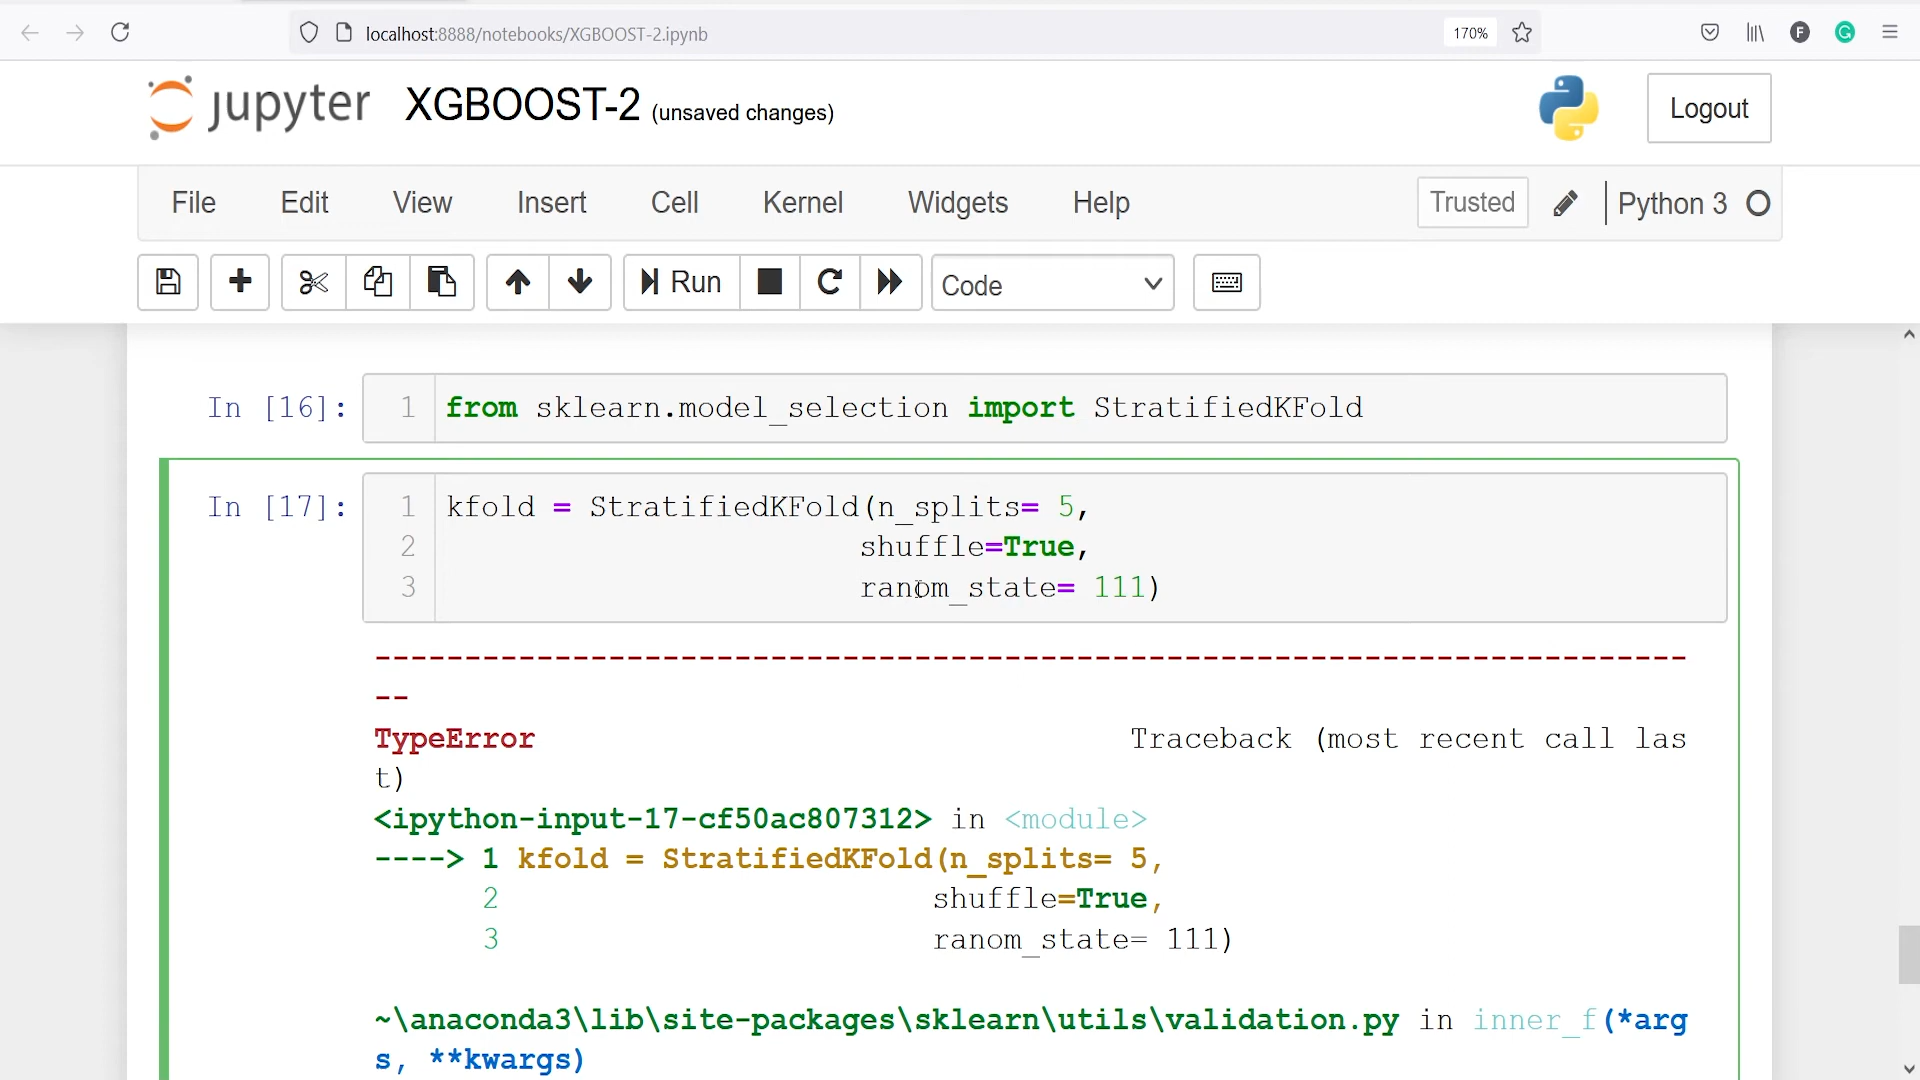 localhost:8888/notebooks/XGBOOST-2.ipynb
170%
F
G
jupyter XGBOOST-2 (unsaved changes)
Logout
File Edit View Insert Cell Kernel Widgets Help
Trusted
Python 3
Run
Code
In [16]: 1 from sklearn.model_selection import StratifiedKFold
In [17]: 1 kfold = StratifiedKFold(n_splits= 5,
2 shuffle=True,
3 ranom_state= 111)
---------------------------------------------------------------------------
--
TypeError Traceback (most recent call las
t)
<ipython-input-17-cf50ac807312> in <module>
----> 1 kfold = StratifiedKFold(n_splits= 5,
2 shuffle=True,
3 ranom_state= 111)
~\anaconda3\lib\site-packages\sklearn\utils\validation.py in inner_f(*arg
s, **kwargs)